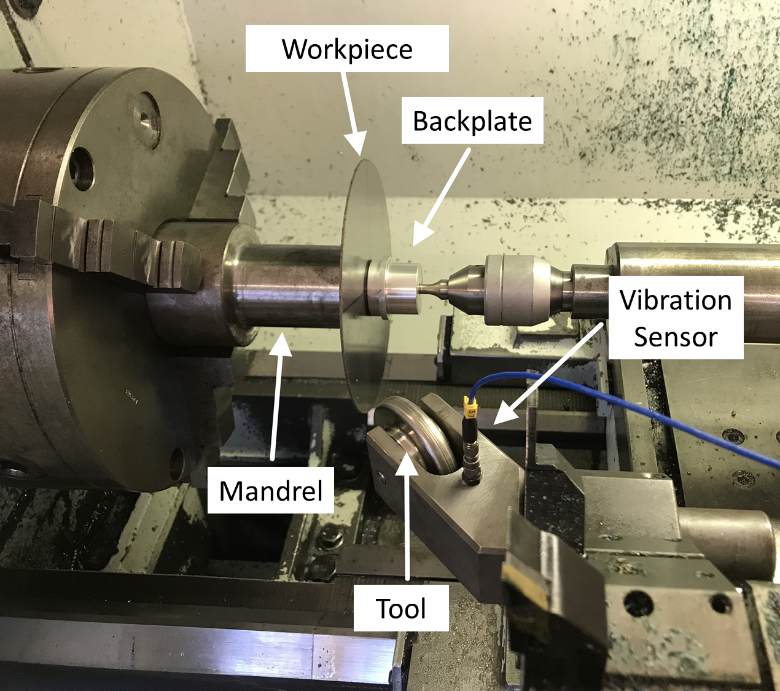 Workpiece
Backplate
Vibration
Sensor
Mandrel
Tool